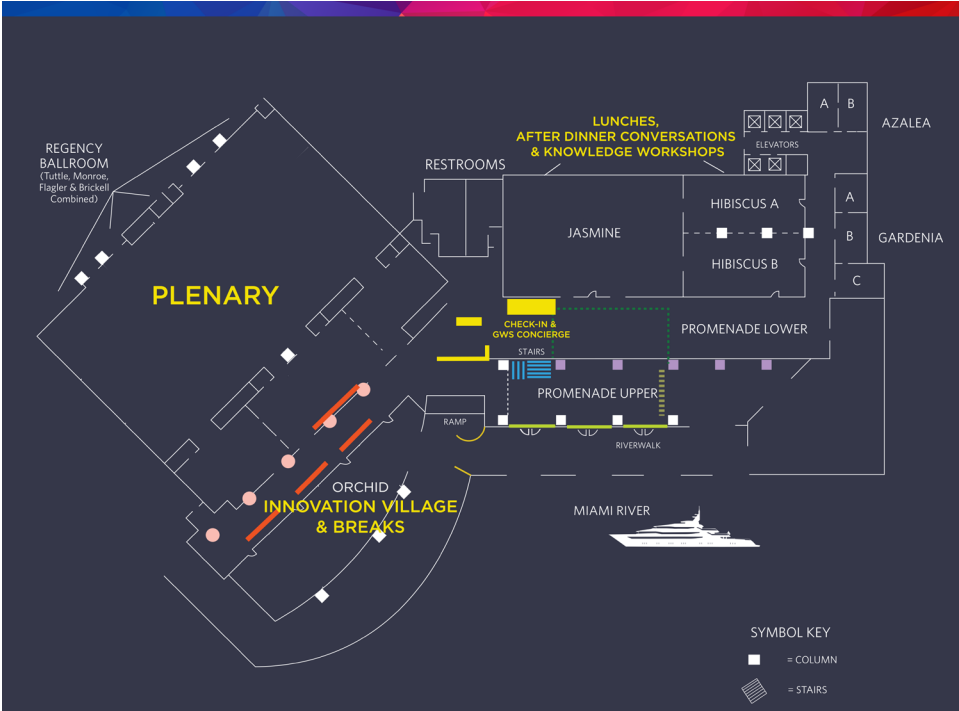 REGENCY
BALLROOM
(Tuttle, Monroe,
Flagler & Brickell
Combined)
PLENARY
RESTROOMS
LUNCHES,
AFTER DINNER CONVERSATIONS
& KNOWLEDGE WORKSHOPS
ELEVATORS
A B
AZALEA
JASMINE
HIBISCUS A
HIBISCUS B
A
B
GARDENIA
C
CHECK-IN &
GWS CONCIERGE
PROMENADE LOWER
STAIRS
PROMENADE UPPER
RAMP
RIVERWALK
ORCHID
INNOVATION VILLAGE
& BREAKS
MIAMI RIVER
SYMBOL KEY
= COLUMN
= STAIRS